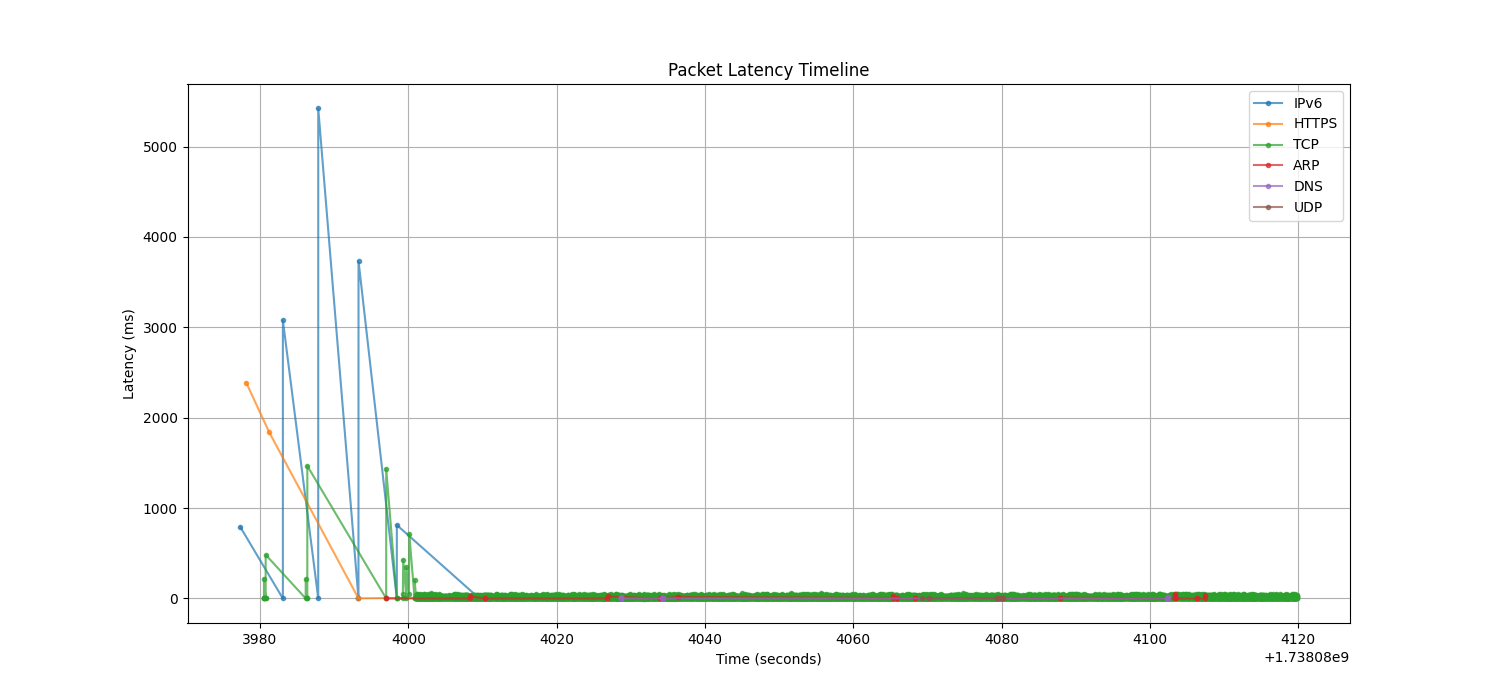 Packet Latency Timeline
IPv6
HTTPS
TCP
ARP
DNS
UDP
Latency (ms)
5000
4000
3000
2000
1000
0
3980 4000 4020 4040 4060 4080 4100 4120
Time (seconds)
+1.73808e9